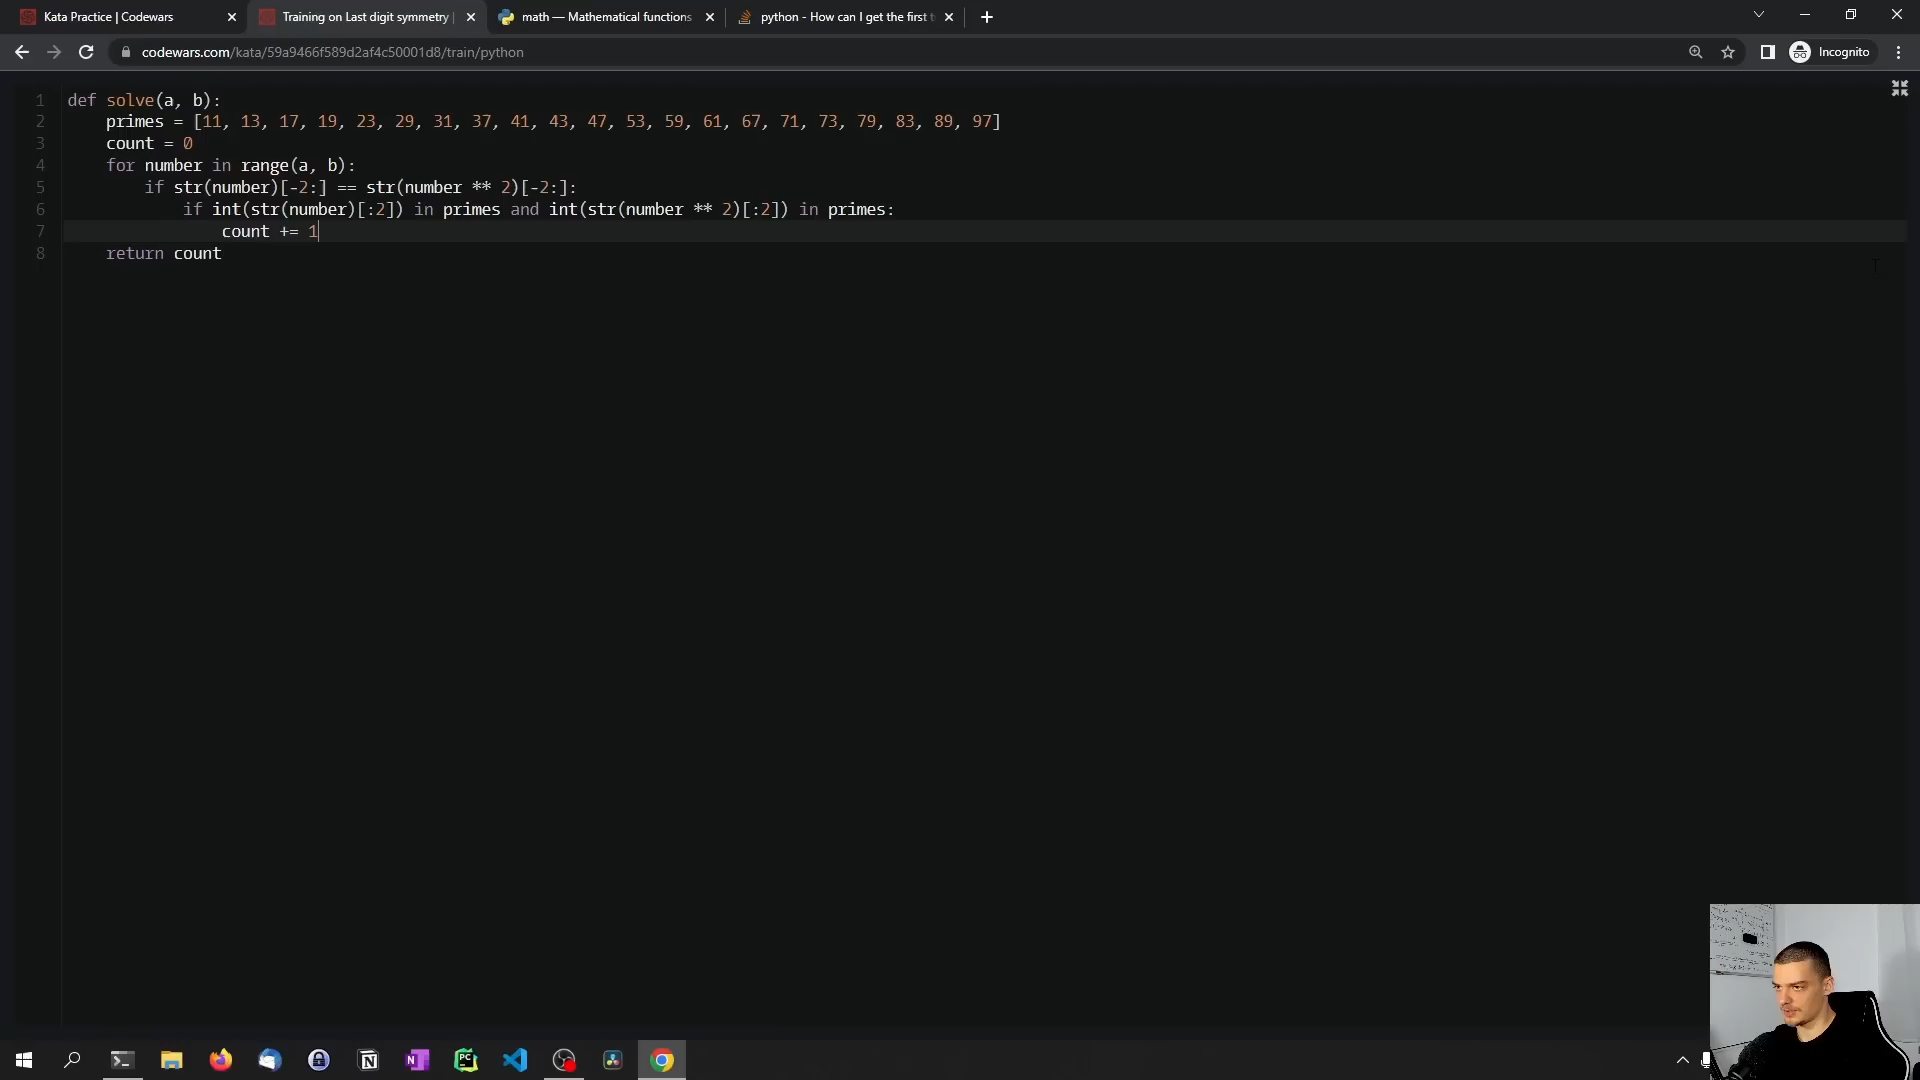 Kata Practice | Codewars
Training on Last digit symmetry |
math — Mathematical functions
python - How can I get the first t
codewars.com/kata/59a9466f589d2af4c50001d8/train/python
Incognito
1 def solve(a, b):
2 primes = [11, 13, 17, 19, 23, 29, 31, 37, 41, 43, 47, 53, 59, 61, 67, 71, 73, 79, 83, 89, 97]
3 count = 0
4 for number in range(a, b):
5 if str(number)[-2:] == str(number ** 2)[-2:]:
6 if int(str(number)[:2]) in primes and int(str(number ** 2)[:2]) in primes:
7 count += 1
8 return count